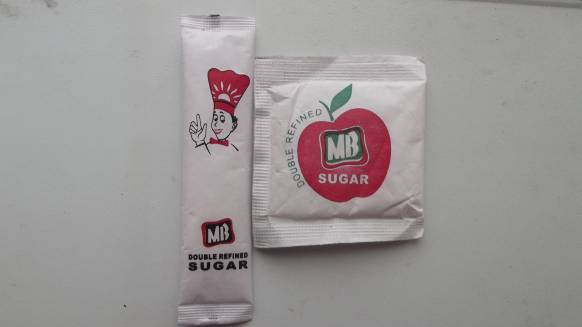 MB
DOUBLE REFINED
SUGAR
DOUBLE REFINED
MB
SUGAR